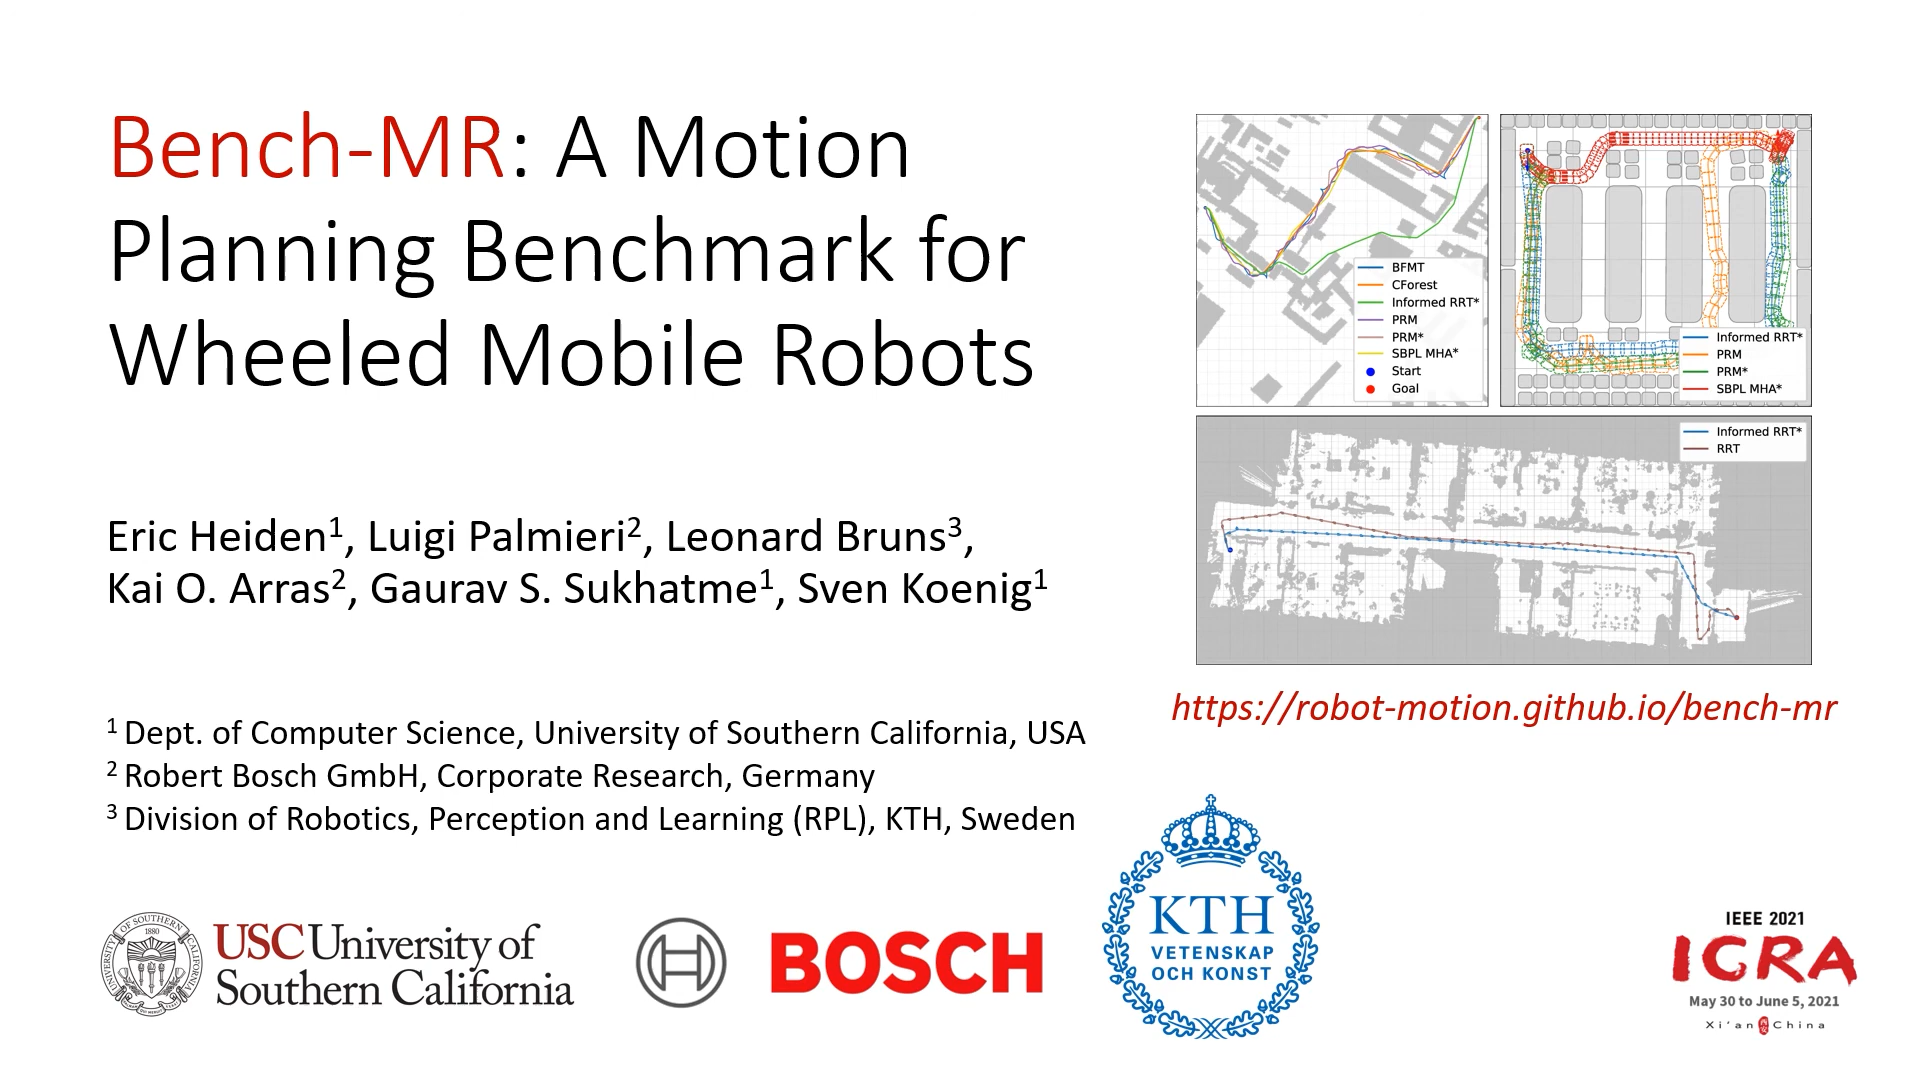 Bench-MR: A Motion
Planning Benchmark for
Wheeled Mobile Robots
Eric Heiden¹, Luigi Palmieri², Leonard Bruns³,
Kai O. Arras², Gaurav S. Sukhatme¹, Sven Koenig¹
¹ Dept. of Computer Science, University of Southern California, USA
² Robert Bosch GmbH, Corporate Research, Germany
³ Division of Robotics, Perception and Learning (RPL), KTH, Sweden
BFMT
CForest
Informed RRT*
PRM
PRM*
SBPL MHA*
Start
Goal
Informed RRT*
PRM
PRM*
SBPL MHA*
Informed RRT*
RRT
https://robot-motion.github.io/bench-mr
UNIVERSITY OF SOUTHERN CALIFORNIA
1880
USC University of
Southern California
BOSCH
KTH
VETENSKAP
OCH KONST
IEEE 2021
ICRA
May 30 to June 5, 2021
Xi'an China